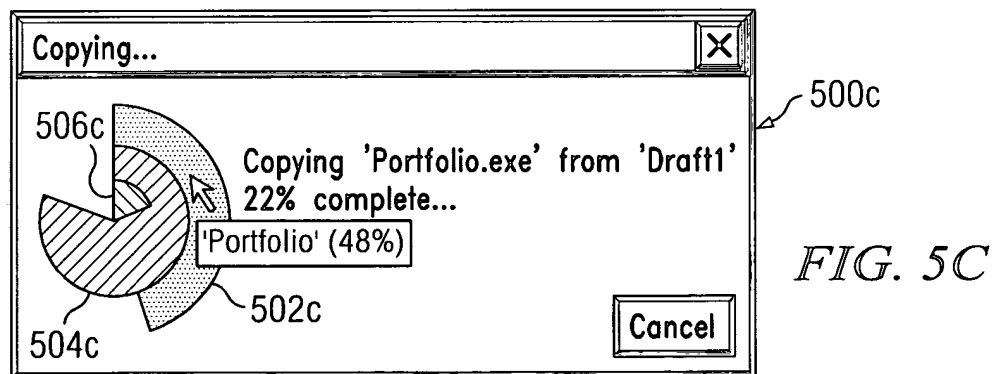 Copying...
500c
506c
Copying 'Portfolio.exe' from 'Draft1'
22% complete...
'Portfolio' (48%)
FIG. 5C
502c
504c
Cancel